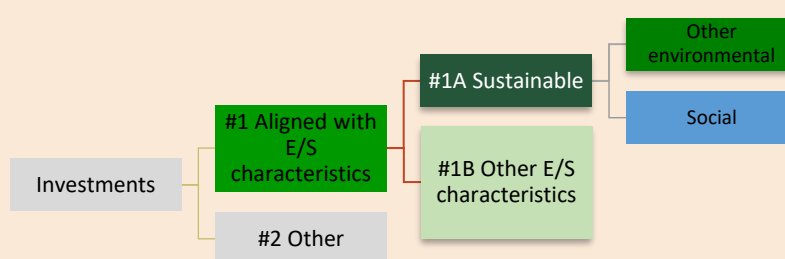 Investments
#1 Aligned with
E/S
characteristics
#2 Other
#1A Sustainable
#1B Other E/S
characteristics
Other
environmental
Social